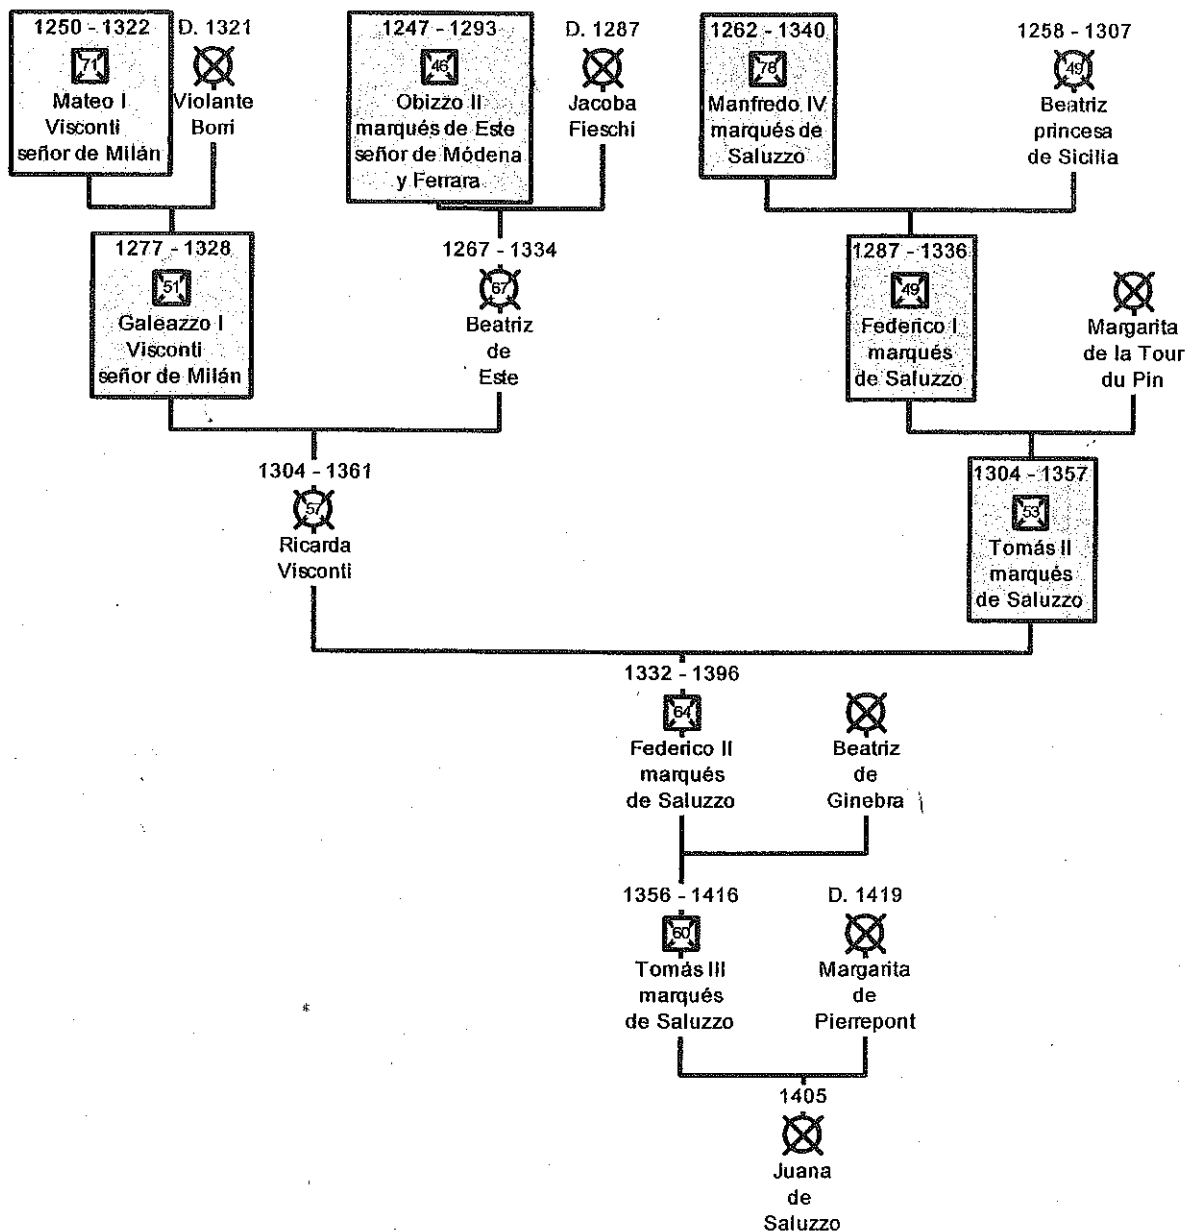 1250 - 1322
71
Mateo I
Visconti
señor de Milán
D. 1321
Violante
Borri
1247 - 1293
46
Obizzo II
marqués de Este
señor de Módena
y Ferrara
D. 1287
Jacoba
Fieschi
1262 - 1340
78
Manfredo IV
marqués de
Saluzzo
1258 - 1307
49
Beatriz
princesa
de Sicilia
1277 - 1328
51
Galeazzo I
Visconti
señor de Milán
1267 - 1334
67
Beatriz
de
Este
1287 - 1336
49
Federico I
marqués
de Saluzzo
Margarita
de la Tour
du Pin
1304 - 1361
57
Ricarda
Visconti
1304 - 1357
53
Tomás II
marqués
de Saluzzo
1332 - 1396
64
Federico II
marqués
de Saluzzo
Beatriz
de
Ginebra
1356 - 1416
60
Tomás III
marqués
de Saluzzo
D. 1419
Margarita
de
Pierrepont
1405
Juana
de
Saluzzo